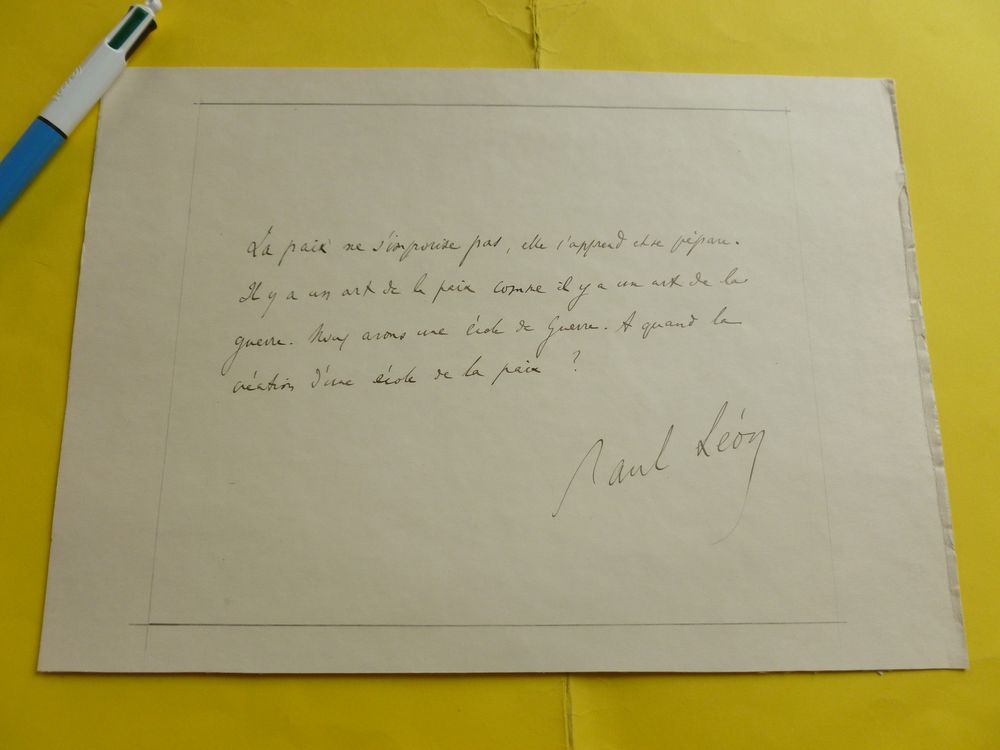 La paix ne s'improvise pas, elle s'apprend et se prépare.
Il y a un art de la paix comme il y a un art de la
guerre. Nous avons une école de Guerre. A quand la
création d'une école de la paix ?
Paul Léon